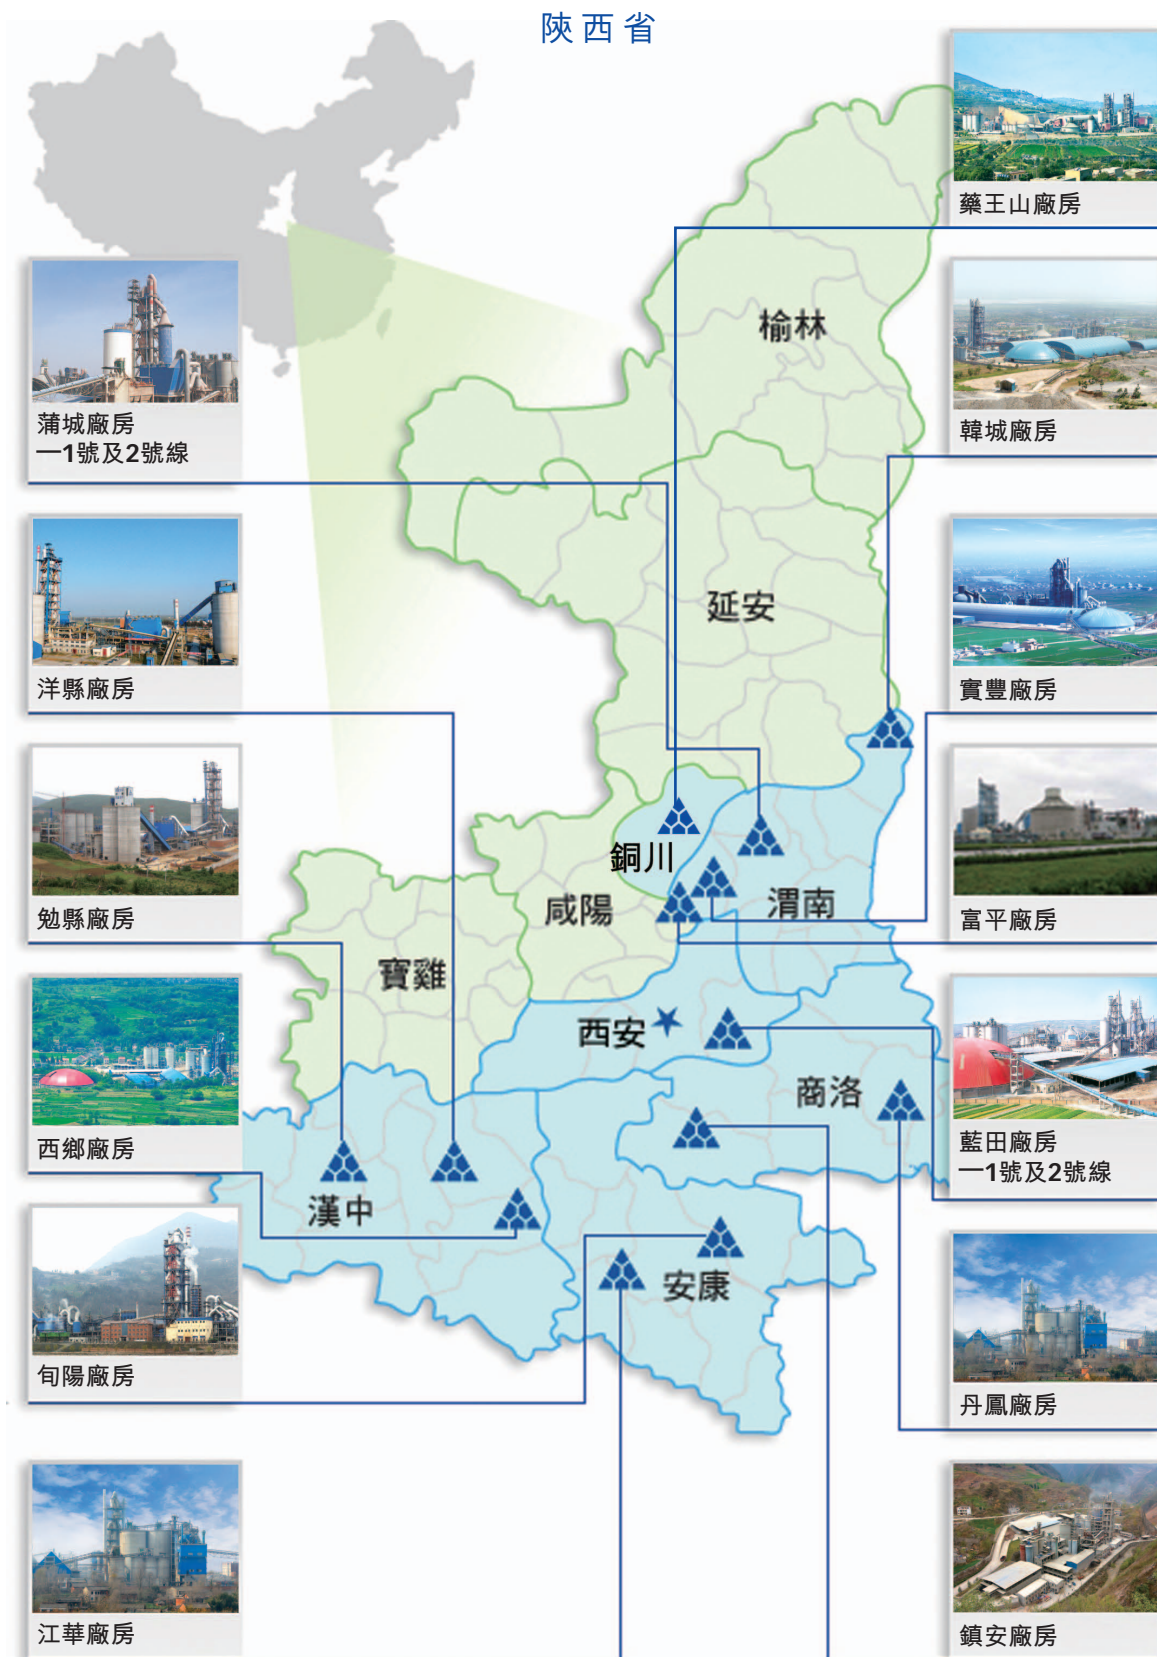 陝西省
藥王山廠房
蒲城廠房
—1號及2號線
韓城廠房
洋縣廠房
實豐廠房
勉縣廠房
富平廠房
西鄉廠房
藍田廠房
—1號及2號線
旬陽廠房
丹鳳廠房
江華廠房
鎮安廠房
榆林
延安
銅川
咸陽
渭南
寶雞
西安
商洛
漢中
安康